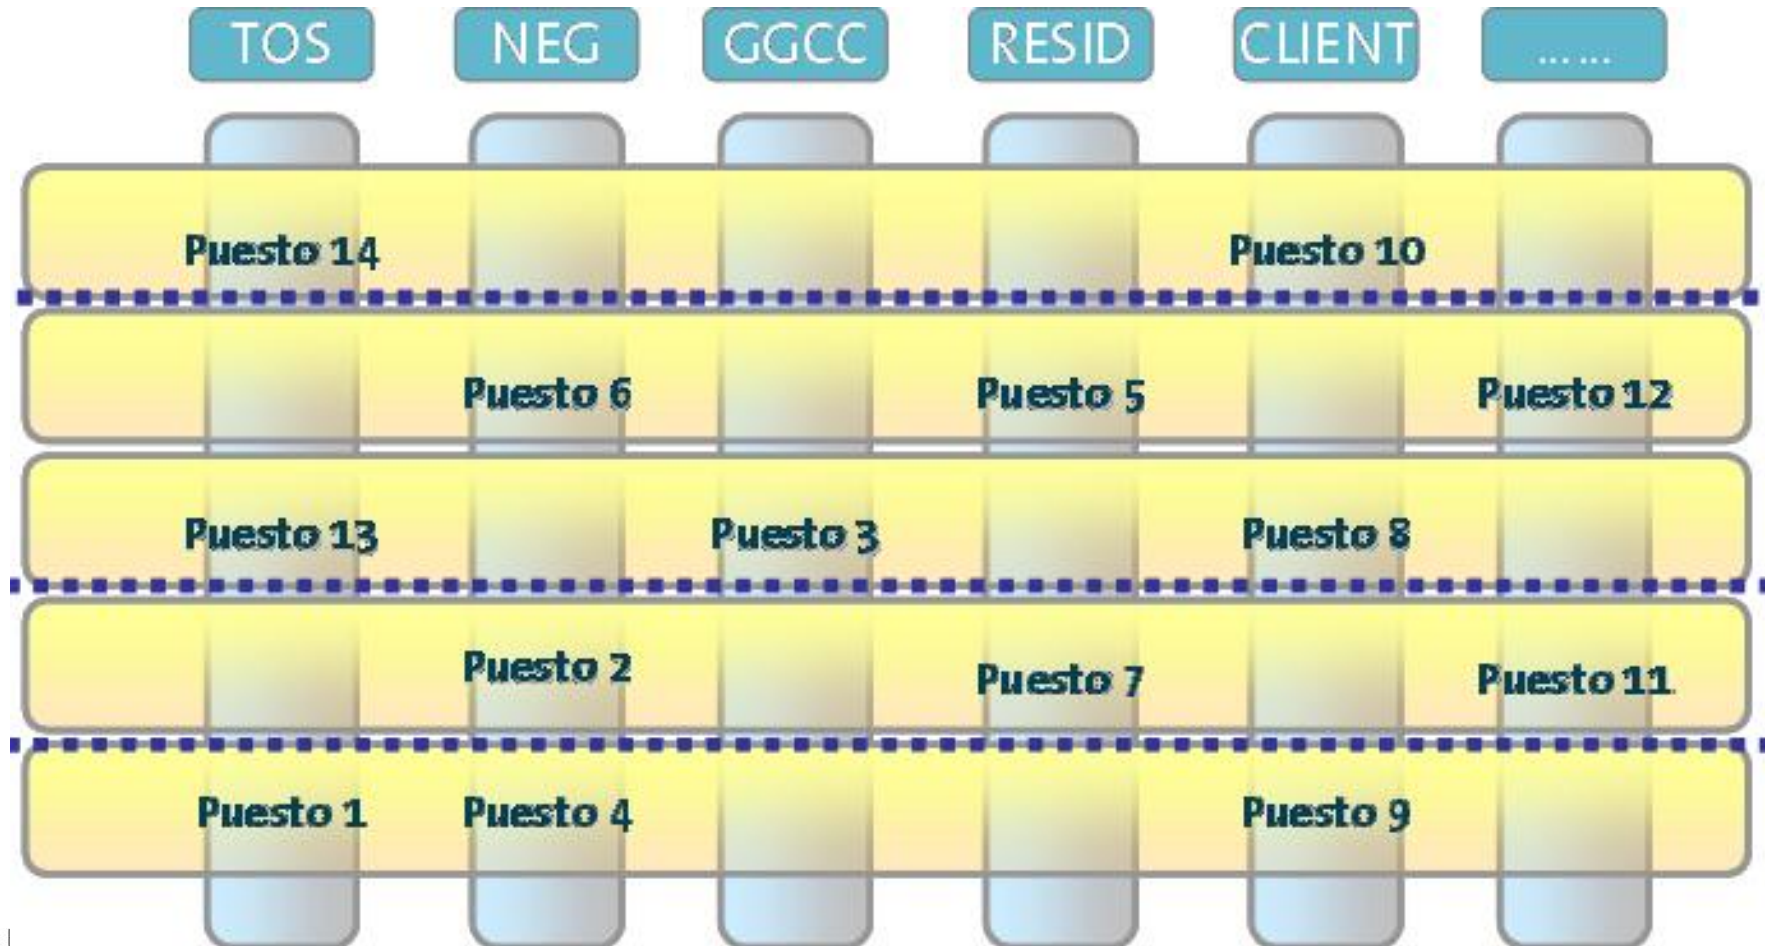 TOS NEG GGCC RESID CLIENT ... ...
Puesto 14 Puesto 10
Puesto 6 Puesto 5 Puesto 12
Puesto 13 Puesto 3 Puesto 8
Puesto 2 Puesto 7 Puesto 11
Puesto 1 Puesto 4 Puesto 9